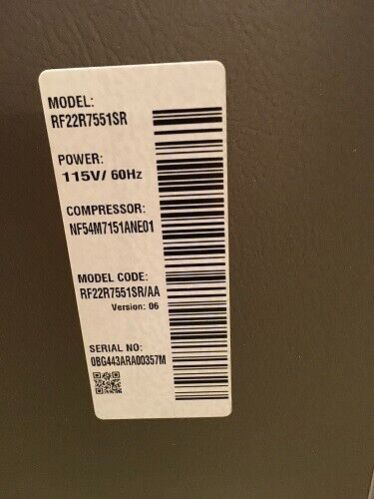 MODEL:
RF22R7551SR
POWER:
115V/ 60Hz
COMPRESSOR:
NF54M7151ANE01
MODEL CODE:
RF22R7551SR/AA
Version: 06
SERIAL NO:
0BG443ARA00357M